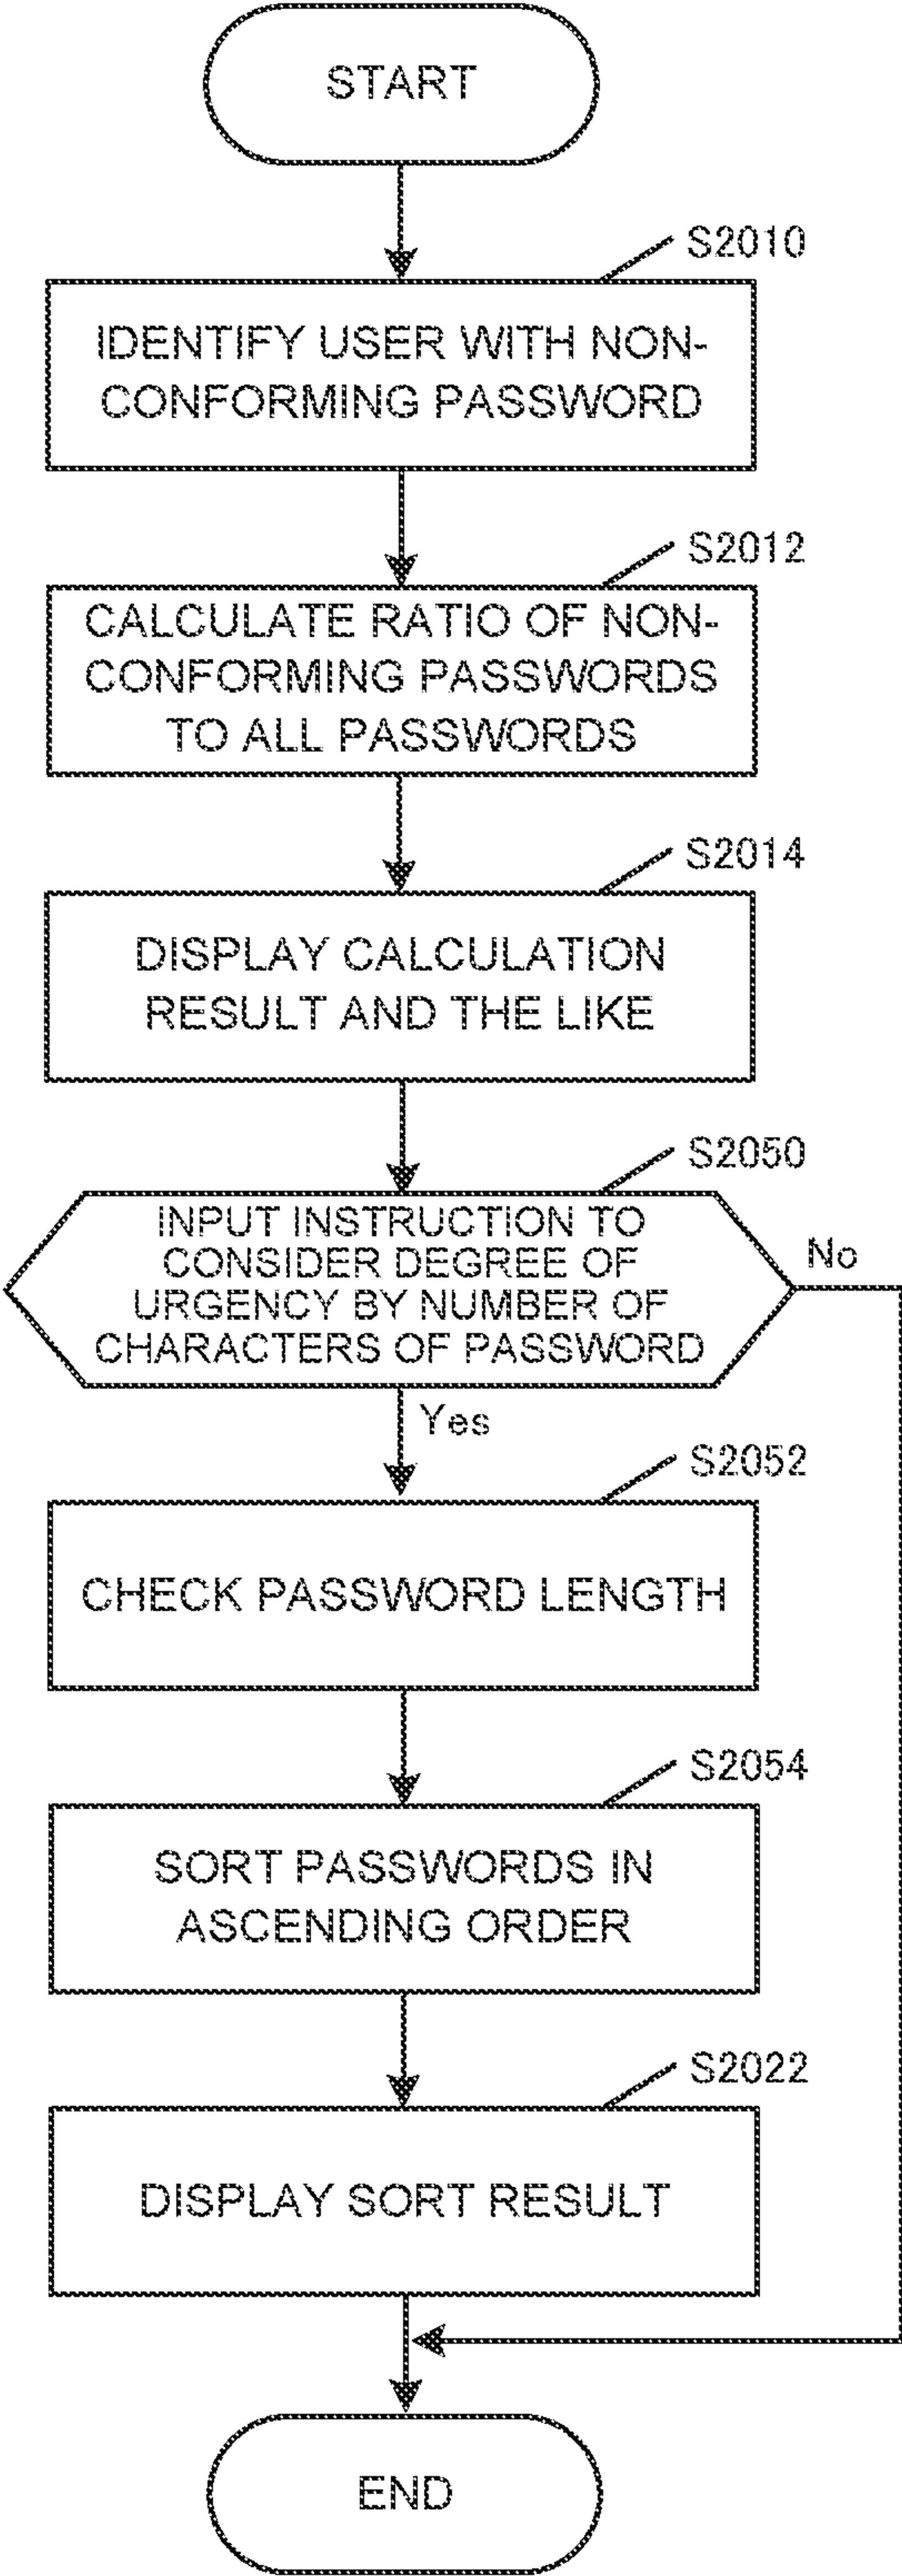 START
S2010
IDENTIFY USER WITH NON-
CONFORMING PASSWORD
S2012
CALCULATE RATIO OF NON-
CONFORMING PASSWORDS
TO ALL PASSWORDS
S2014
DISPLAY CALCULATION
RESULT AND THE LIKE
S2050
INPUT INSTRUCTION TO
CONSIDER DEGREE OF
URGENCY BY NUMBER OF
CHARACTERS OF PASSWORD
No
Yes
S2052
CHECK PASSWORD LENGTH
S2054
SORT PASSWORDS IN
ASCENDING ORDER
S2022
DISPLAY SORT RESULT
END